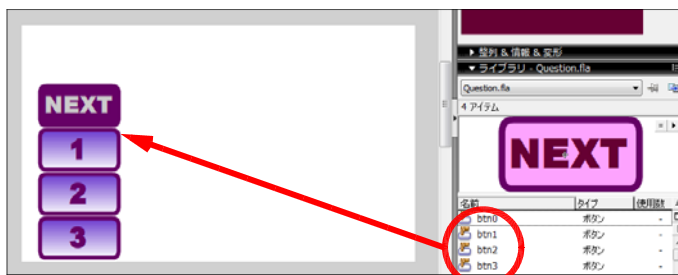 NEXT
1
2
3
▶ 整列 & 情報 & 変形
▼ ライブラリ - Question.fla
Question.fla
4 アイテム
NEXT
名前 タイプ 使用数
btn0 ボタン -
btn1 ボタン -
btn2 ボタン -
btn3 ボタン -